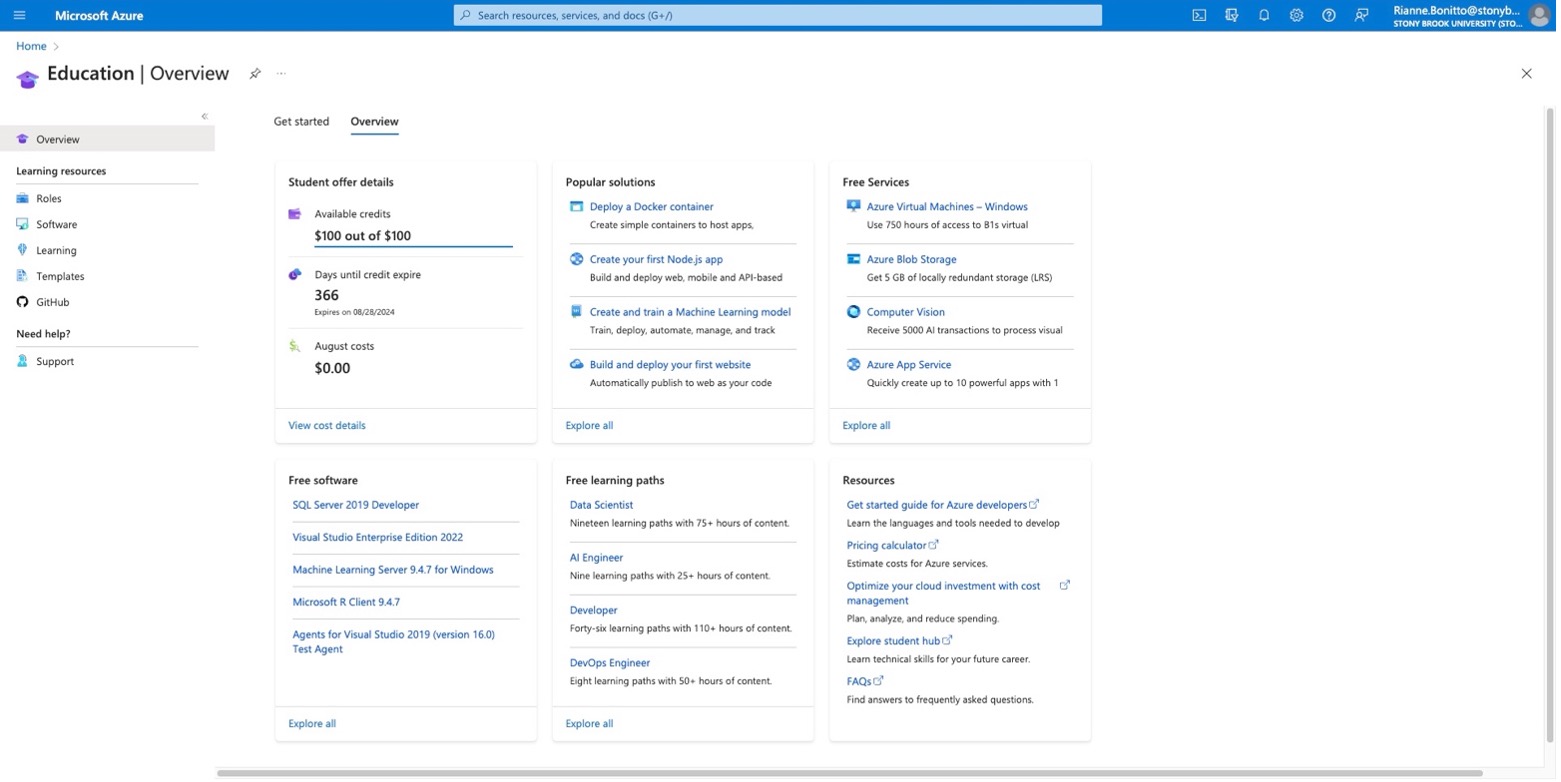 Microsoft Azure
Search resources, services, and docs (G+/)
Rianne.Bonitto@stonyb...
STONY BROOK UNIVERSITY (STO...
Home
Education | Overview
Overview
Learning resources
Roles
Software
Learning
Templates
GitHub
Need help?
Support
Get started
Overview
Student offer details
Available credits
$100 out of $100
Days until credit expire
366
Expires on 08/28/2024
August costs
$0.00
View cost details
Popular solutions
Deploy a Docker container
Create simple containers to host apps,
Create your first Node.js app
Build and deploy web, mobile and API-based
Create and train a Machine Learning model
Train, deploy, automate, manage, and track
Build and deploy your first website
Automatically publish to web as your code
Explore all
Free Services
Azure Virtual Machines – Windows
Use 750 hours of access to B1s virtual
Azure Blob Storage
Get 5 GB of locally redundant storage (LRS)
Computer Vision
Receive 5000 AI transactions to process visual
Azure App Service
Quickly create up to 10 powerful apps with 1
Explore all
Free software
SQL Server 2019 Developer
Visual Studio Enterprise Edition 2022
Machine Learning Server 9.4.7 for Windows
Microsoft R Client 9.4.7
Agents for Visual Studio 2019 (version 16.0)
Test Agent
Explore all
Free learning paths
Data Scientist
Nineteen learning paths with 75+ hours of content.
AI Engineer
Nine learning paths with 25+ hours of content.
Developer
Forty-six learning paths with 110+ hours of content.
DevOps Engineer
Eight learning paths with 50+ hours of content.
Explore all
Resources
Get started guide for Azure developers
Learn the languages and tools needed to develop
Pricing calculator
Estimate costs for Azure services.
Optimize your cloud investment with cost
management
Plan, analyze, and reduce spending.
Explore student hub
Learn technical skills for your future career.
FAQs
Find answers to frequently asked questions.